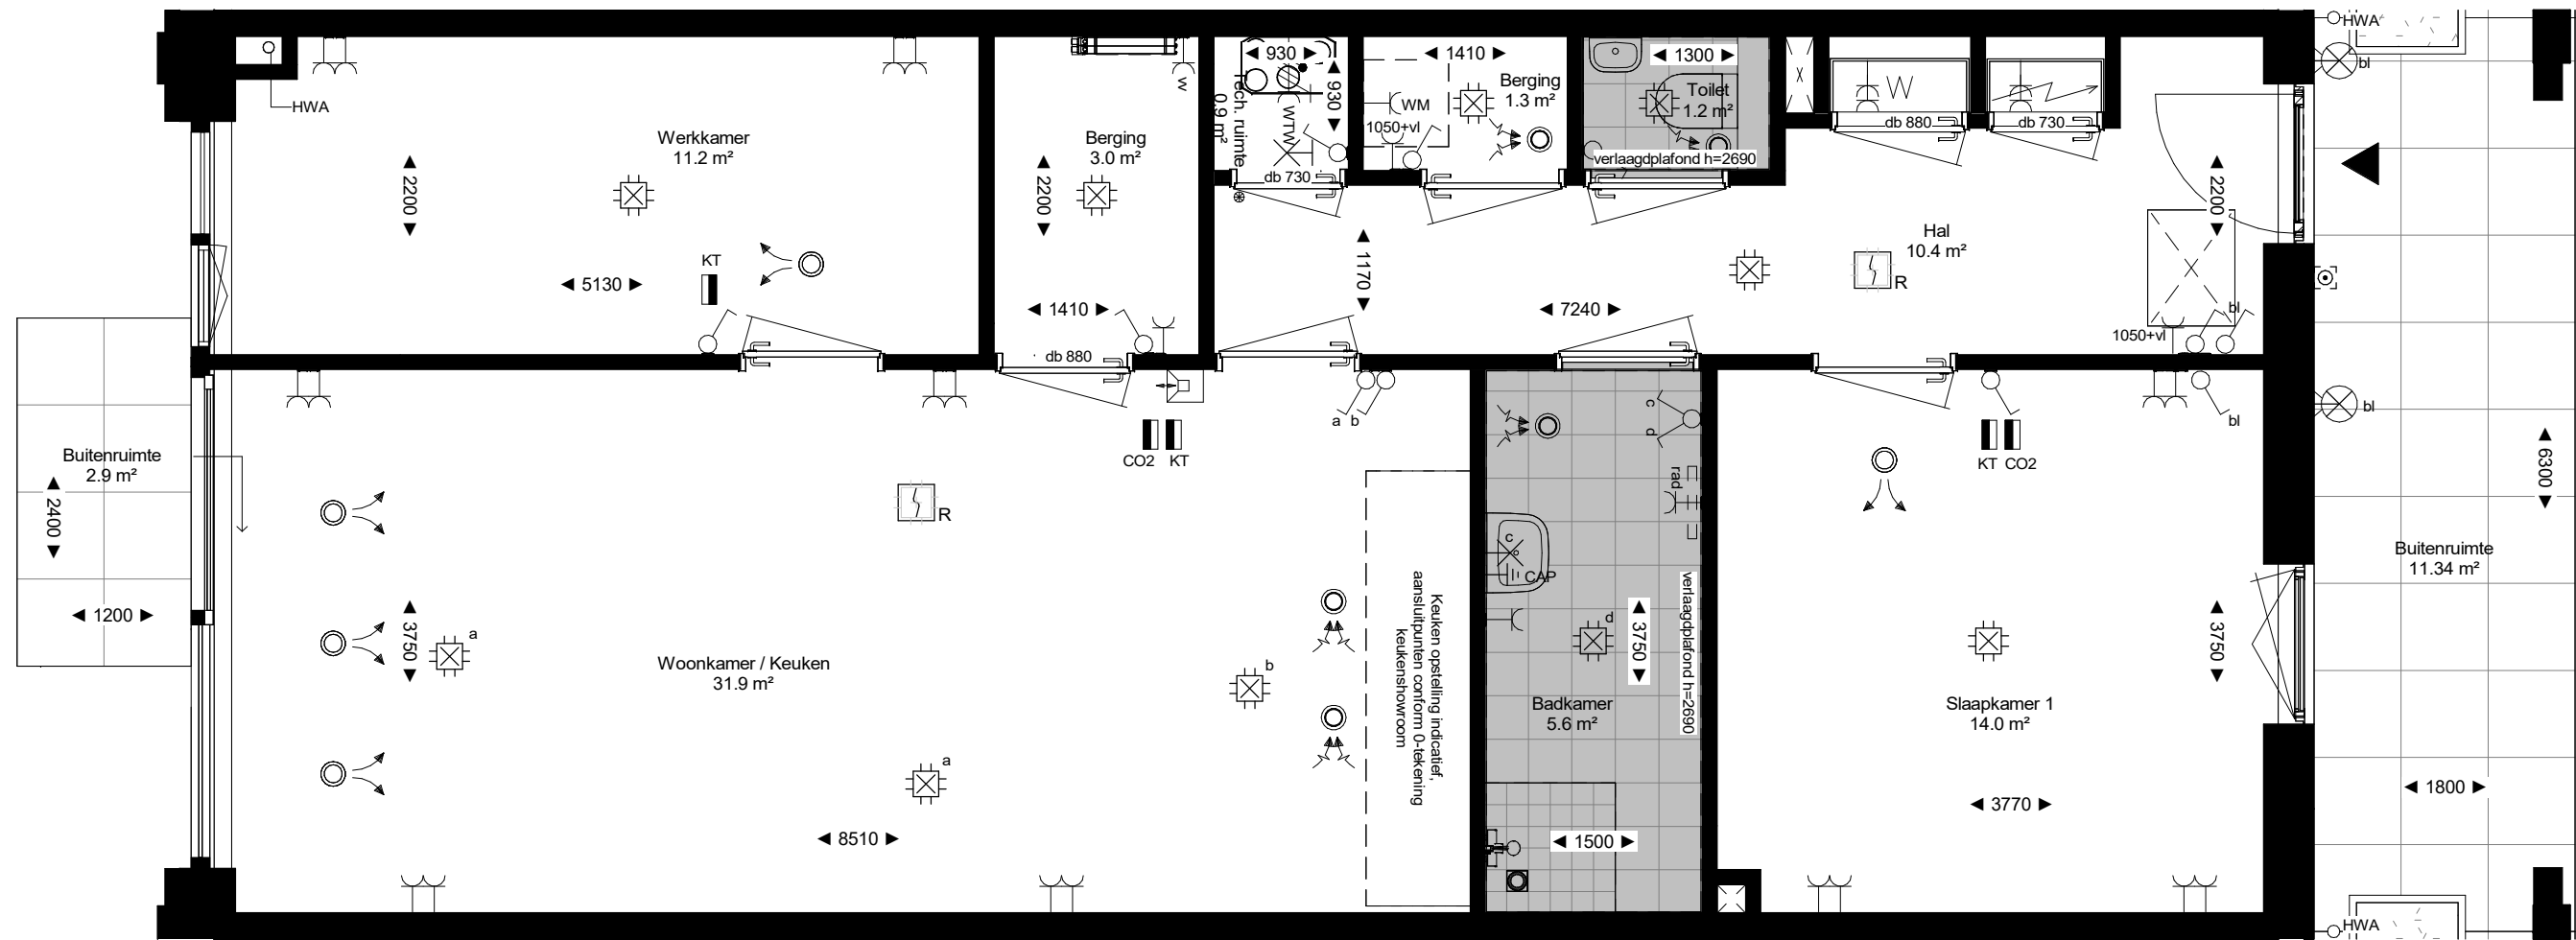 HWA
Werkkamer
11.2 m²
2200
5130
KT
Berging
3.0 m²
2200
1410
W
db 880
930
930
Tech. ruimte
0.9 m²
WTW
db 730
1410
Berging
1.3 m²
WM
1050+vl
1300
Toilet
1.2 m²
verlaagdplafond h=2690
W
db 880
db 730
Hal
10.4 m²
R
1170
7240
2200
bl
1050+vl
HWA
bl
bl
Buitenruimte
2.9 m²
2400
1200
Woonkamer / Keuken
31.9 m²
3750
a
a
b
8510
R
CO2 KT
a b
Keuken opstelling indicatief,
aansluitpunten conform 0-tekening
keukenshowroom
c
d
rad
c
CAP
d
3750
verlaagdplafond h=2690
Badkamer
5.6 m²
1500
KT CO2
bl
Slaapkamer 1
14.0 m²
3750
3770
6300
Buitenruimte
11.34 m²
1800
HWA